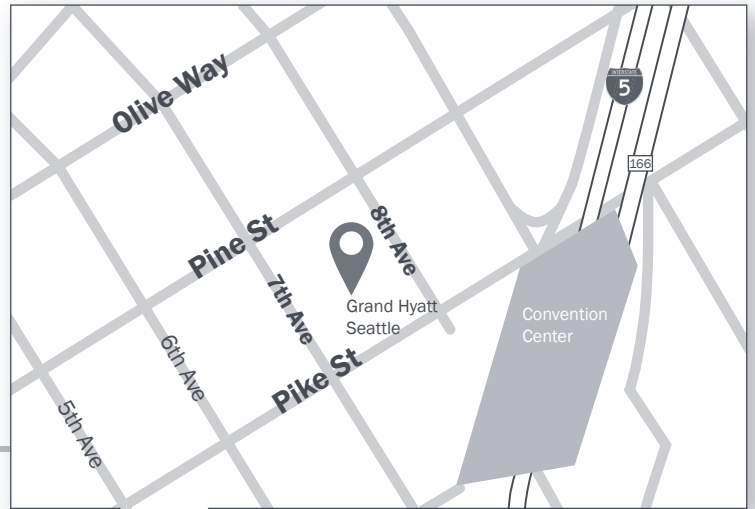 Olive Way
INTERSTATE
5
166
Pine St
8th Ave
7th Ave
Grand Hyatt
Seattle
Convention
Center
6th Ave
Pike St
5th Ave